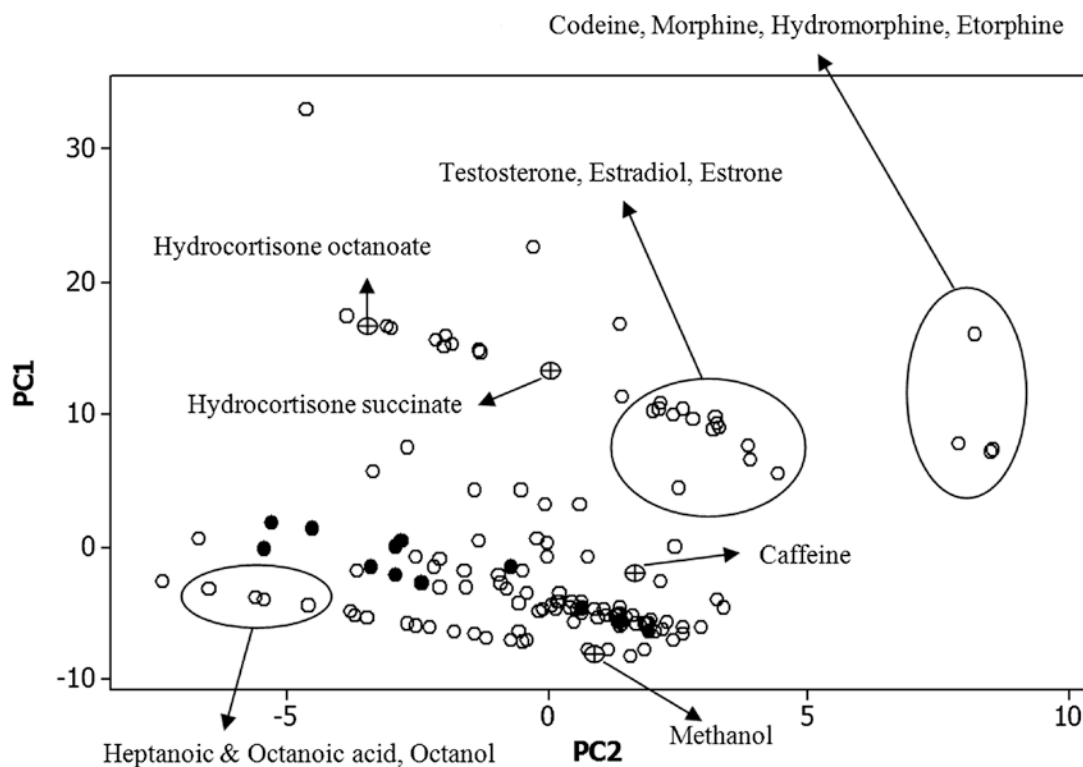 Codeine, Morphine, Hydromorphine, Etorphine
30
Testosterone, Estradiol, Estrone
Hydrocortisone octanoate
20
PC1
10
Hydrocortisone succinate
0
Caffeine
-10
-5
0
5
10
Heptanoic & Octanoic acid, Octanol
PC2
Methanol